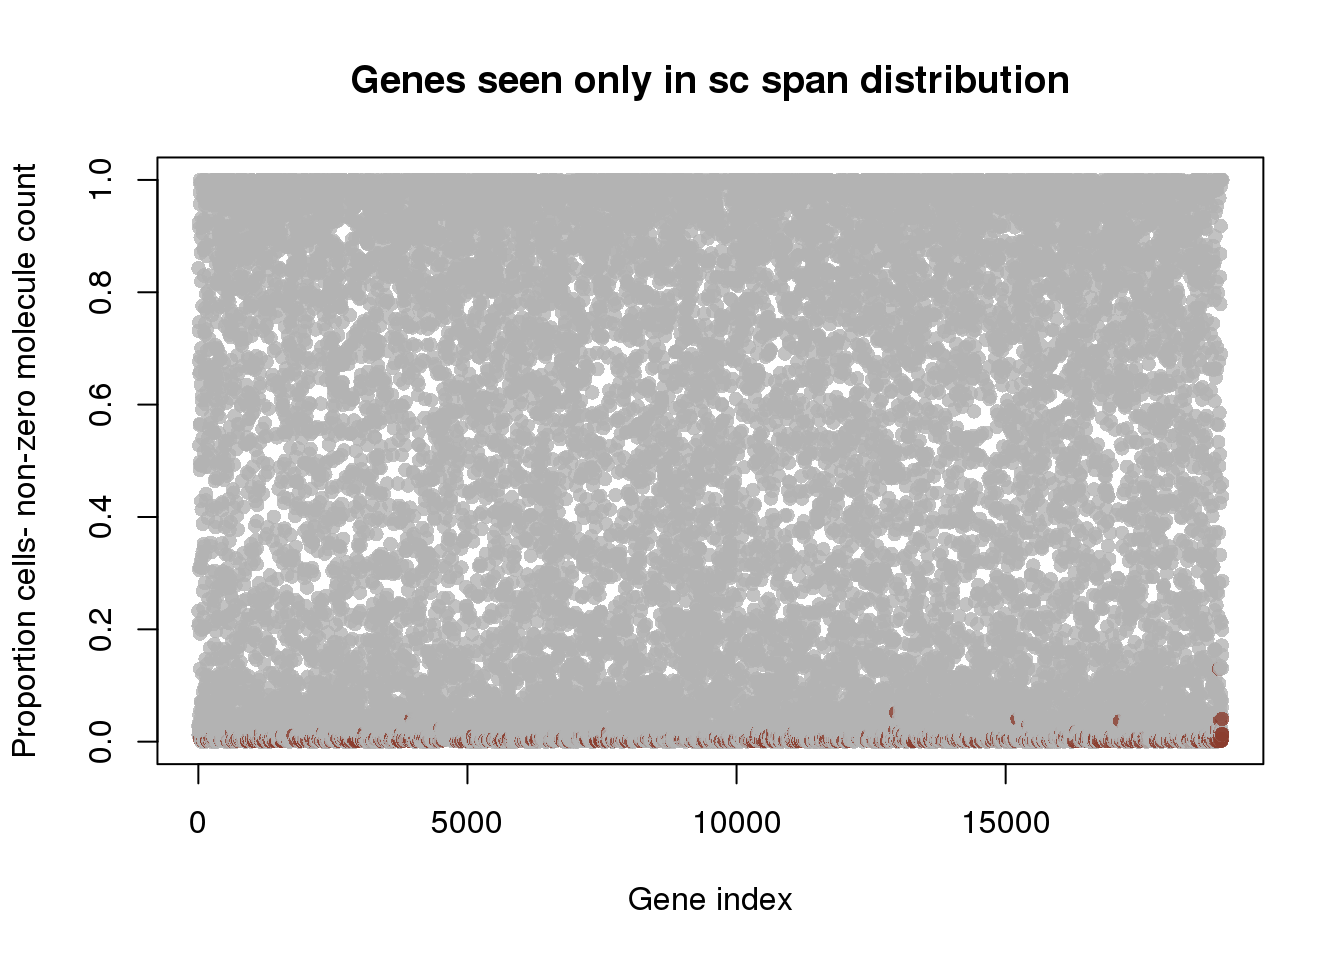 Genes seen only in sc span distribution
Proportion cells- non-zero molecule count
1.0
0.8
0.6
0.4
0.2
0.0
0 5000 10000 15000
Gene index